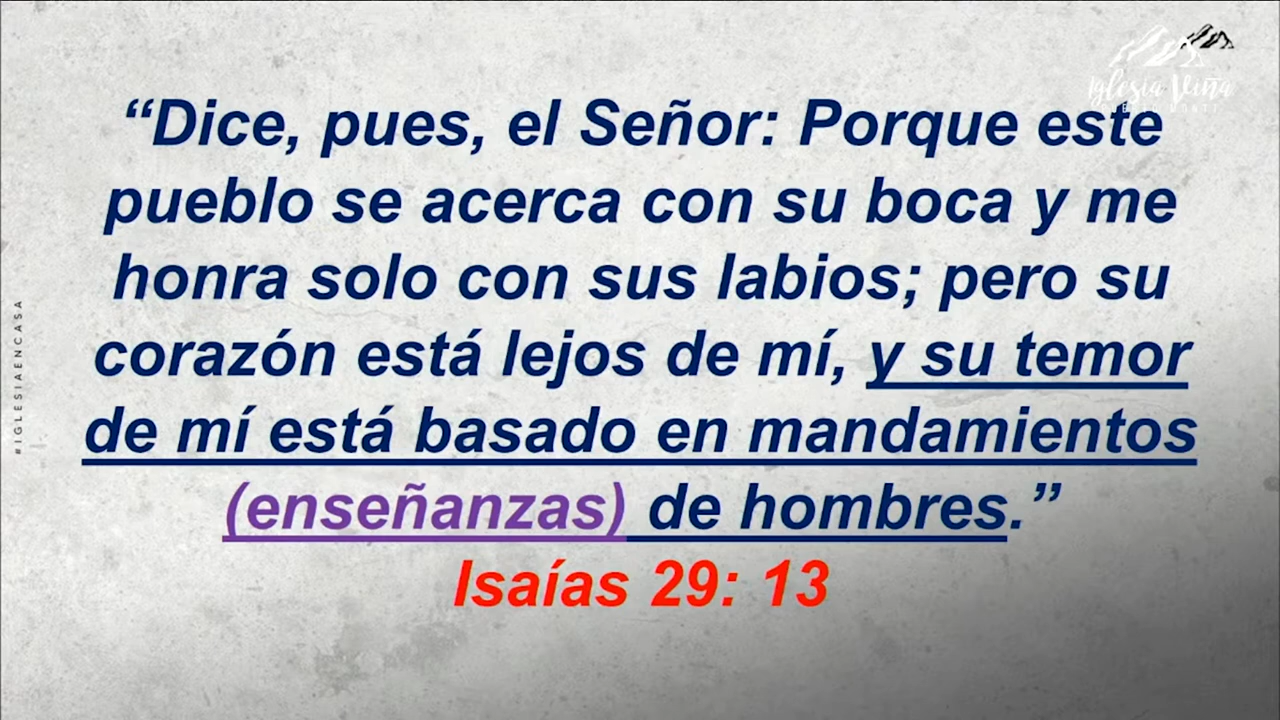 Iglesia Viña
“Dice, pues, el Señor: Porque este
pueblo se acerca con su boca y me
honra solo con sus labios; pero su
corazón está lejos de mí, y su temor
de mí está basado en mandamientos
(enseñanzas) de hombres.”
Isaías 29: 13
#IGLESIAENCASA